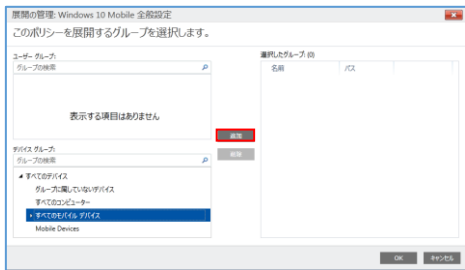 展開の管理: Windows 10 Mobile 全般設定
このポリシーを展開するグループを選択します。
ユーザー グループ:
グループの検索
表示する項目はありません
追加
削除
デバイス グループ:
グループの検索
すべてのデバイス
グループに属していないデバイス
すべてのコンピューター
すべてのモバイル デバイス
Mobile Devices
選択したグループ: (0)
名前 パス
OK キャンセル